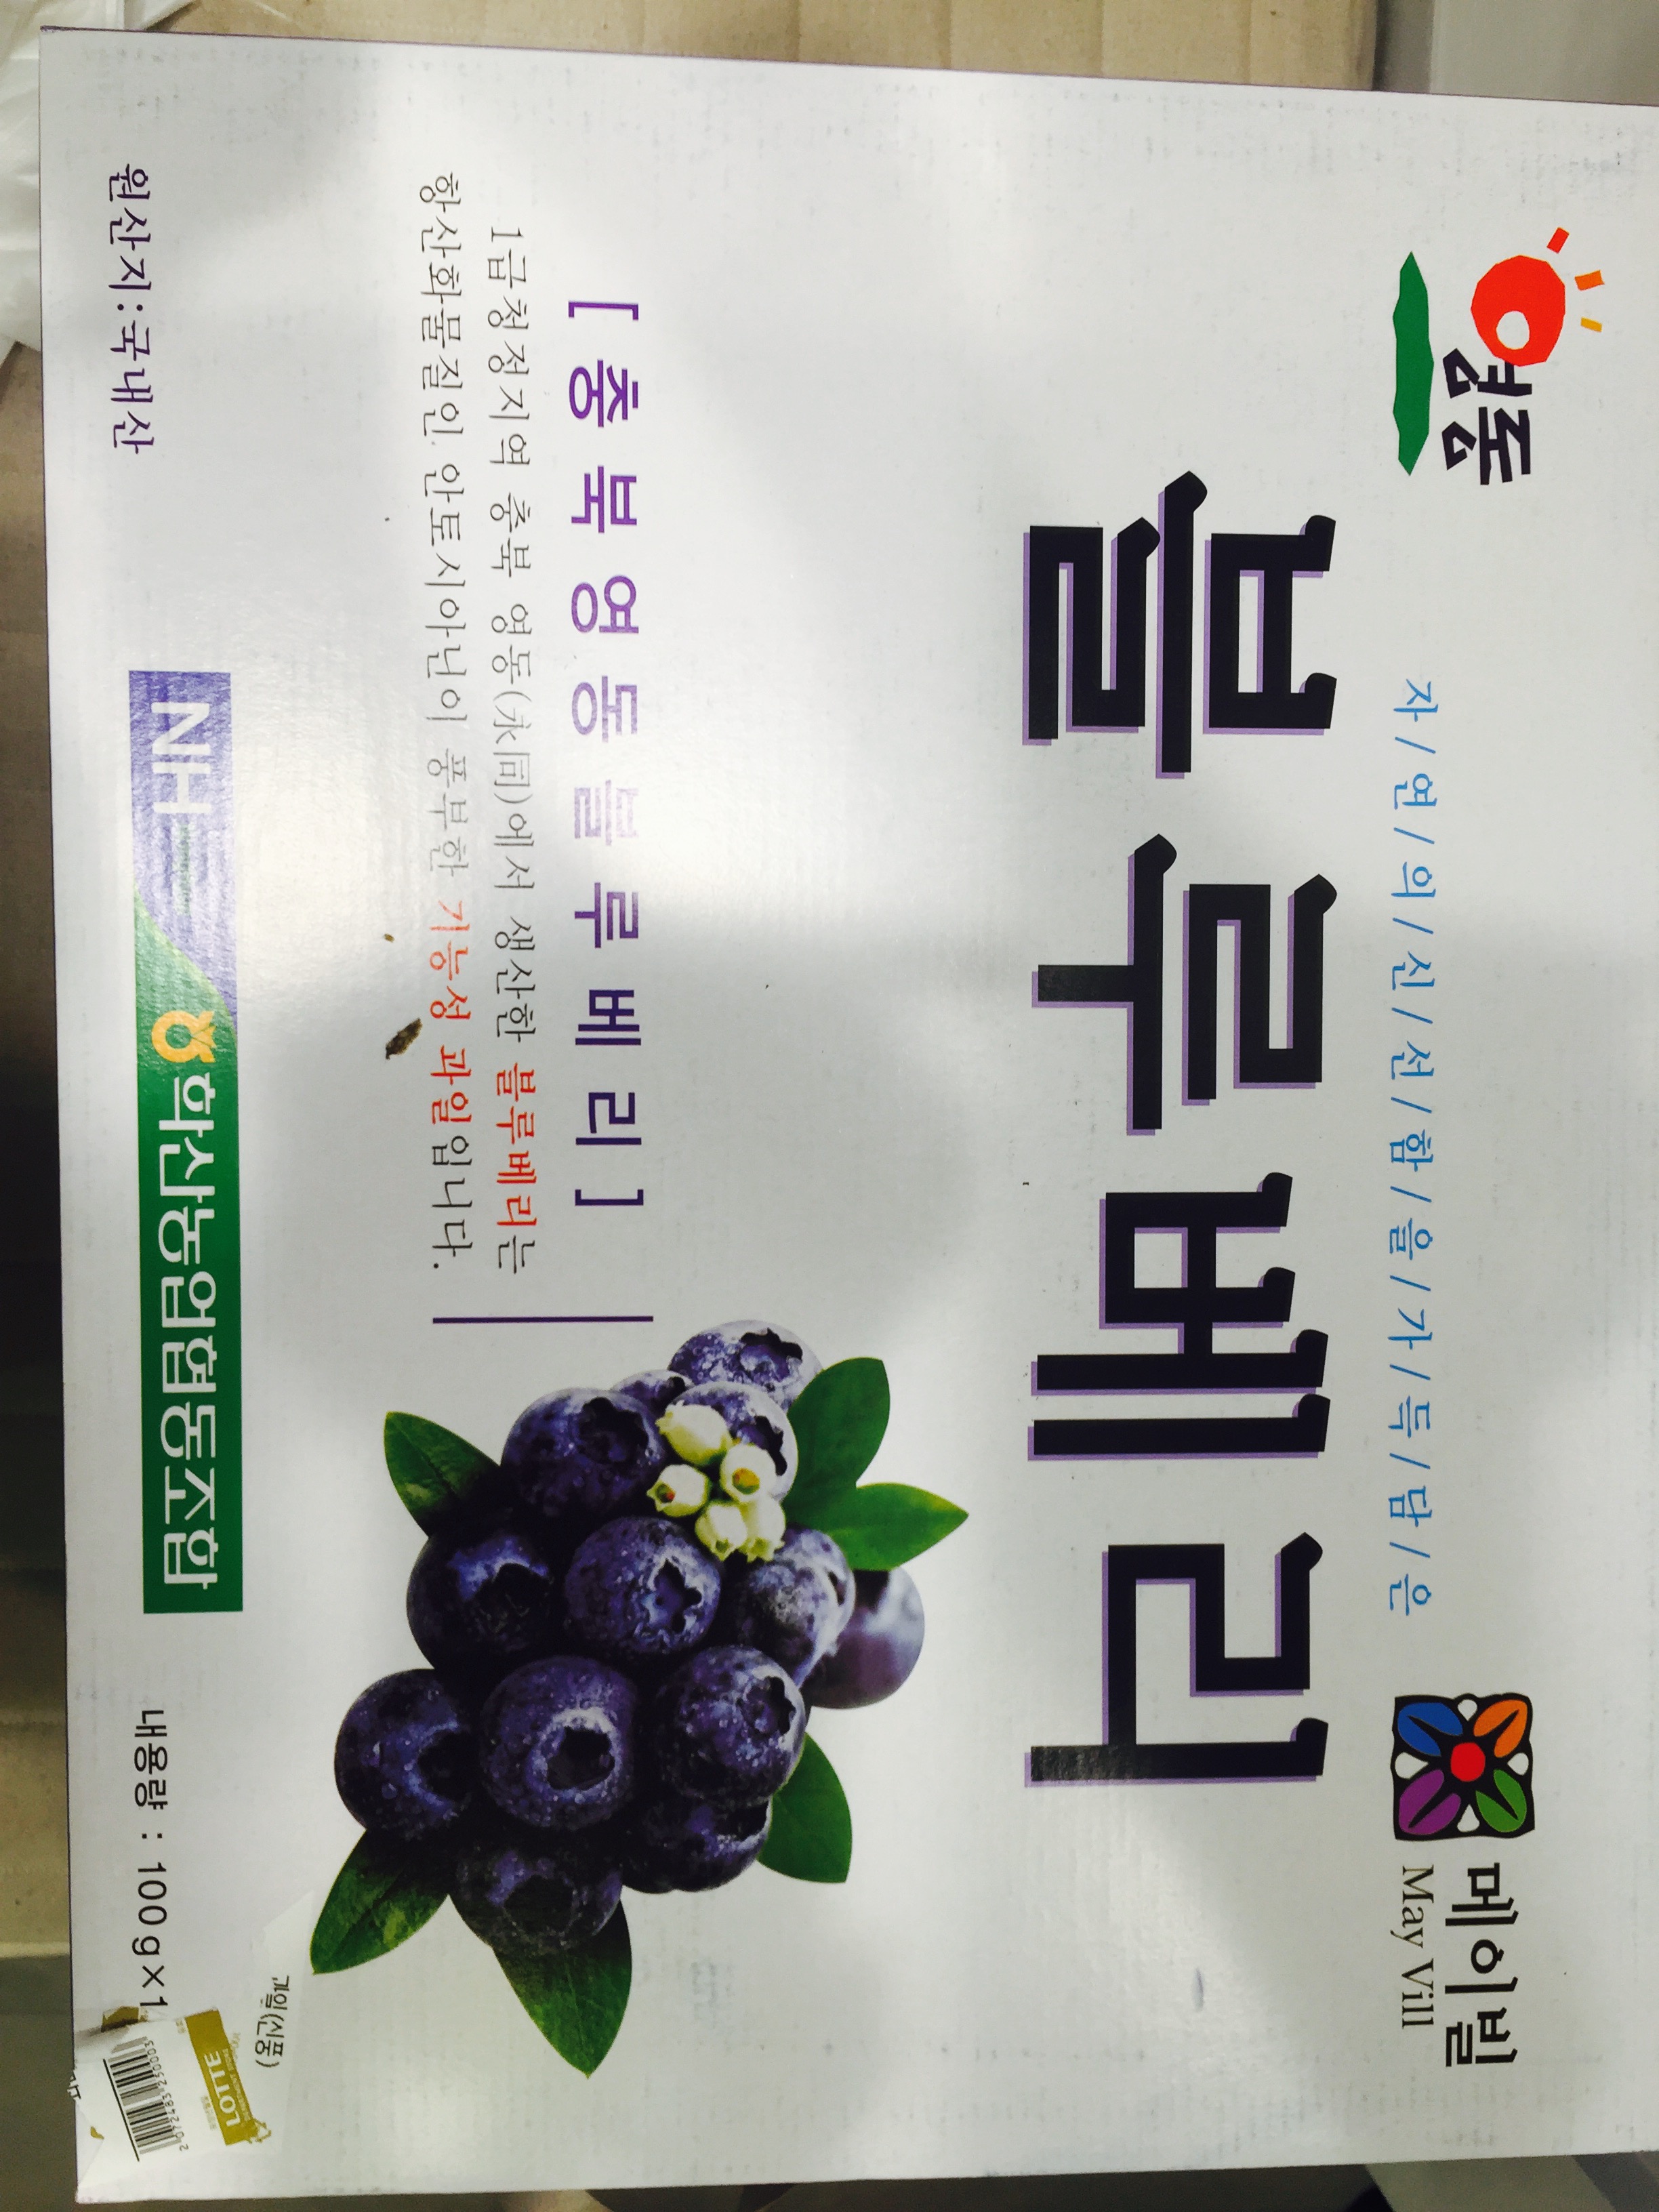 영동
자/연/의/신/선/함/을/가/득/담/은
메이빌
May Vill
블루베리
[충북영동블루베리]
1급청정지역 충북 영동(永同)에서 생산한 블루베리는
항산화물질인 안토시아닌이 풍부한 기능성 과일입니다.
원산지:국내산
NH 학산농업협동조합
내용량 : 100g×1
과일(신품)
LOTTE